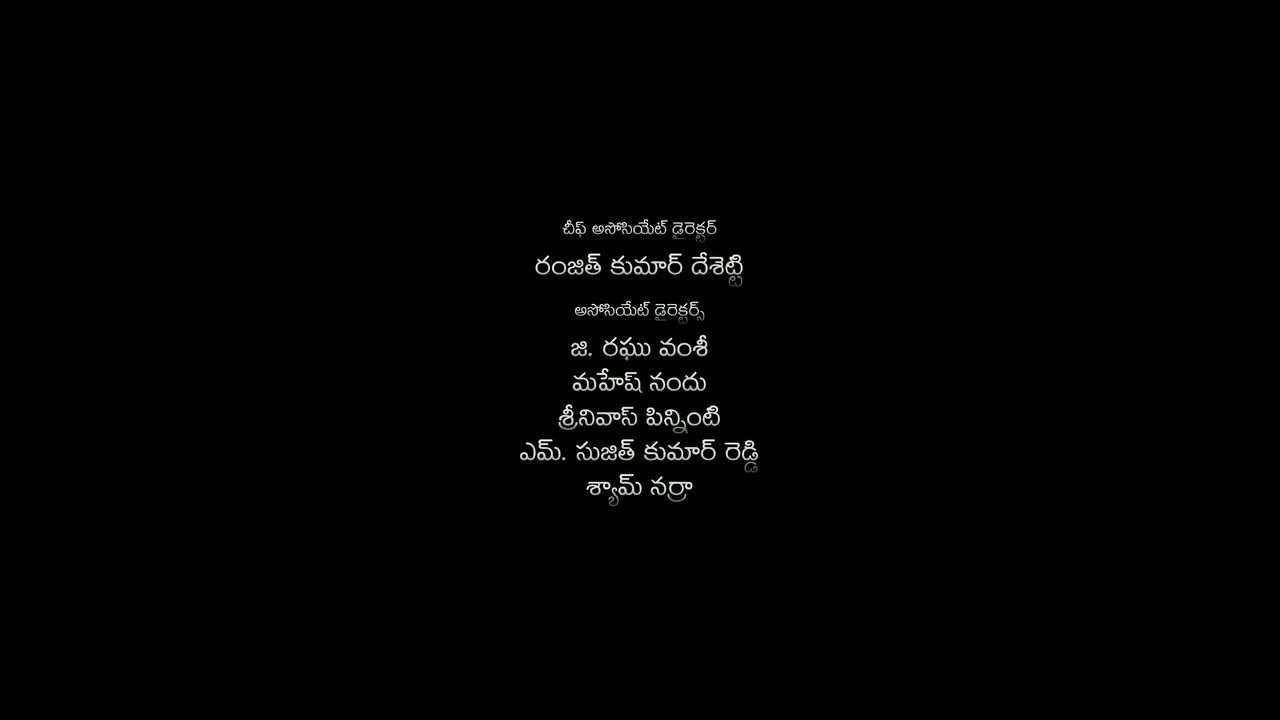 చీఫ్ అసోసియేట్ డైరెక్టర్
రంజిత్ కుమార్ దేశెట్టి
అసోసియేట్ డైరెక్టర్స్
జి. రఘు వంశీ
మహేష్ నందు
శ్రీనివాస్ పిన్నింటి
ఎమ్. సుజిత్ కుమార్ రెడ్డి
శ్యామ్ నర్రా